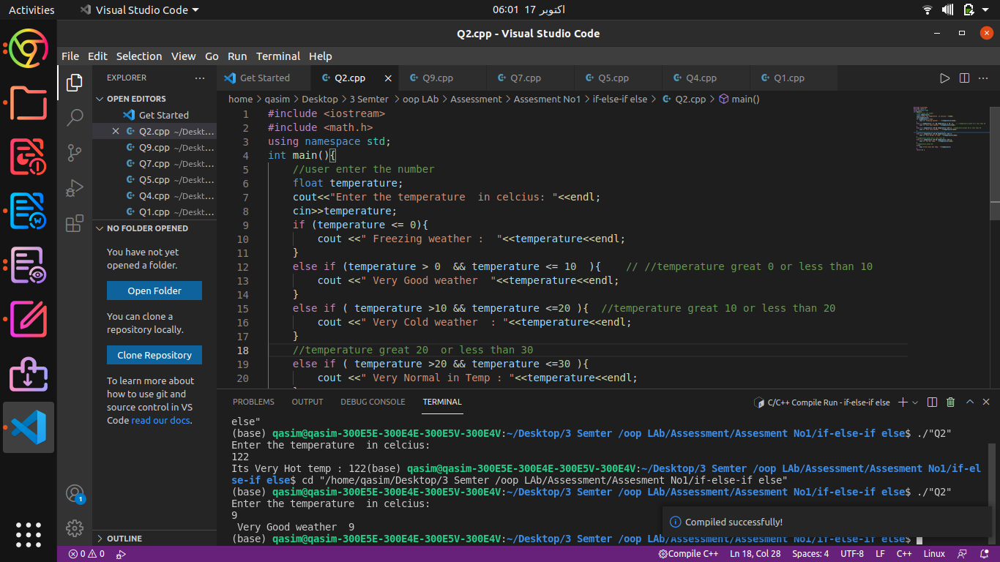 Activities
Visual Studio Code
اکتوبر 17 06:01
Q2.cpp - Visual Studio Code
File Edit Selection View Go Run Terminal Help
EXPLORER
OPEN EDITORS
Get Started
Q2.cpp ~/Deskt...
Q9.cpp ~/Deskt...
Q7.cpp ~/Deskt...
Q5.cpp ~/Deskt...
Q4.cpp ~/Deskt...
Q1.cpp ~/Deskt...
NO FOLDER OPENED
You have not yet
opened a folder.
Open Folder
You can clone a
repository locally.
Clone Repository
To learn more about
how to use git and
source control in VS
Code read our docs.
OUTLINE
1
Get Started Q2.cpp Q9.cpp Q7.cpp Q5.cpp Q4.cpp Q1.cpp
home > qasim > Desktop > 3 Semter > oop LAb > Assessment > Assesment No1 > if-else-if else > Q2.cpp > main()
1 #include <iostream>
2 #include <math.h>
3 using namespace std;
4 int main(){
5 //user enter the number
6 float temperature;
7 cout<<"Enter the temperature  in celcius: "<<endl;
8 cin>>temperature;
9 if (temperature <= 0){
10 cout <<" Freezing weather :  "<<temperature<<endl;
11 }
12 else if (temperature > 0  && temperature <= 10  ){    // //temperature great 0 or less than 10
13 cout <<" Very Good weather  "<<temperature<<endl;
14 }
15 else if ( temperature >10 && temperature <=20 ){  //temperature great 10 or less than 20
16 cout <<" Very Cold weather  : "<<temperature<<endl;
17 }
18 //temperature great 20  or less than 30
19 else if ( temperature >20 && temperature <=30 ){
20 cout <<" Very Normal in Temp : "<<temperature<<endl;
PROBLEMS OUTPUT DEBUG CONSOLE TERMINAL
C/C++ Compile Run - if-else-if else
else"
(base) qasim@qasim-300E5E-300E4E-300E5V-300E4V:~/Desktop/3 Semter /oop LAb/Assessment/Assesment No1/if-else-if else$ ./"Q2"
Enter the temperature  in celcius:
122
Its Very Hot temp : 122(base) qasim@qasim-300E5E-300E4E-300E5V-300E4V:~/Desktop/3 Semter /oop LAb/Assessment/Assesment No1/if-el
se-if else$ cd "/home/qasim/Desktop/3 Semter /oop LAb/Assessment/Assesment No1/if-else-if else"
(base) qasim@qasim-300E5E-300E4E-300E5V-300E4V:~/Desktop/3 Semter /oop LAb/Assessment/Assesment No1/if-else-if else$ ./"Q2"
Enter the temperature  in celcius:
9
Very Good weather  9
(base) qasim@qasim-300E5E-300E4E-300E5V-300E4V:~/Desktop/3 Semter /oop LAb/Assessment/Assesment No1/if-else-if else$
Compiled successfully!
0 0
Compile C++ Ln 18, Col 28 Spaces: 4 UTF-8 LF C++ Linux